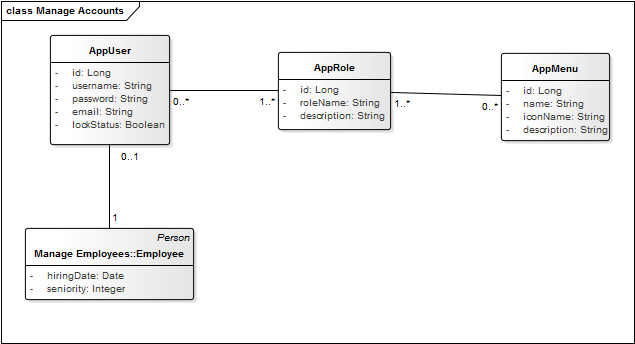 class Manage Accounts
AppUser
- id: Long
- username: String
- password: String
- email: String
- lockStatus: Boolean
0..*
1..*
AppRole
- id: Long
- roleName: String
- description: String
1..*
0..*
AppMenu
- id: Long
- name: String
- iconName: String
- description: String
0..1
1
Person
Manage Employees::Employee
- hiringDate: Date
- seniority: Integer